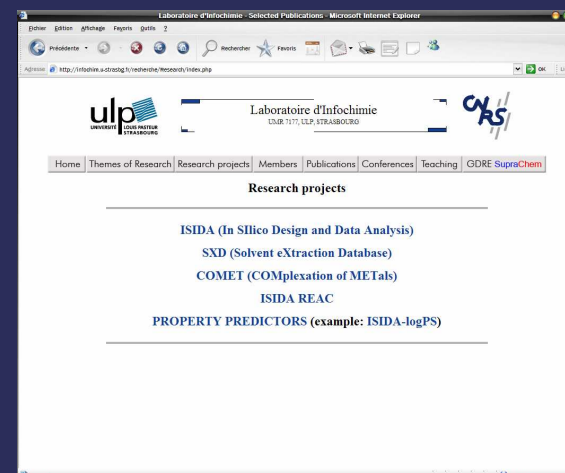 Laboratoire d'Infochimie - Selected Publications - Microsoft Internet Explorer
Fichier Edition Affichage Favoris Outils ?
Précédente Rechercher Favoris
Adresse http://infochim.u-strasbg.fr/recherche/Research/index.php OK
ulp
UNIVERSITÉ LOUIS PASTEUR
STRASBOURG
Laboratoire d'Infochimie
UMR 7177, ULP, STRASBOURG
CNRS
Home Themes of Research Research projects Members Publications Conferences Teaching GDRE SupraChem
Research projects
ISIDA (In SIlico Design and Data Analysis)
SXD (Solvent eXtraction Database)
COMET (COMplexation of METals)
ISIDA REAC
PROPERTY PREDICTORS (example: ISIDA-logPS)